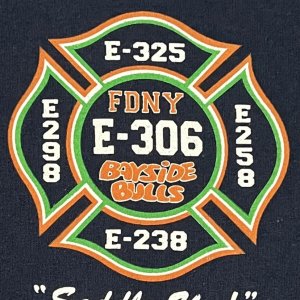 E-325
FDNY
E298
E-306
E258
BAYSIDE
BULLS
E-238